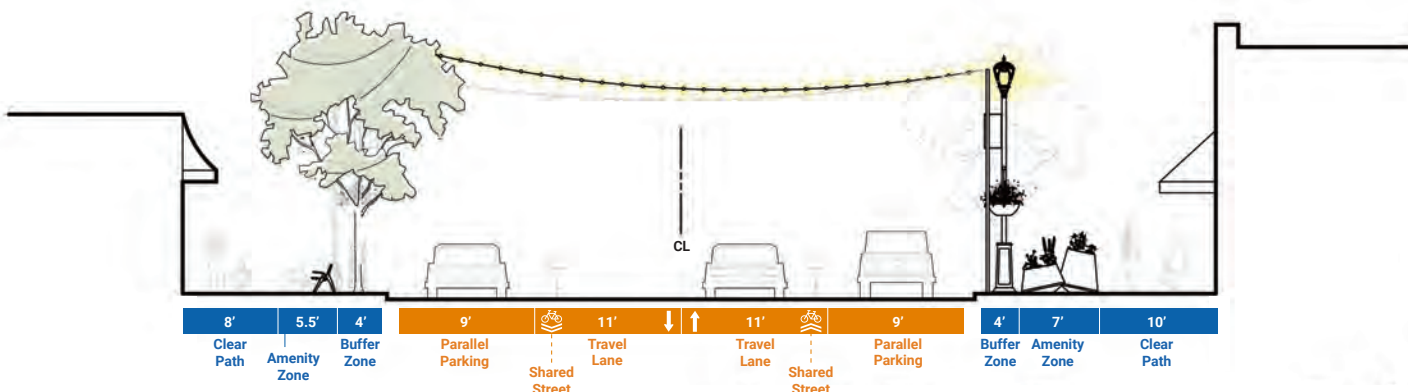 CL
8’ 5.5’ 4’ 9’ 11’ 11’ 9’ 4’ 7’ 10’
Clear
Path
Amenity
Zone
Buffer
Zone
Parallel
Parking
Shared
Street
Travel
Lane
Travel
Lane
Shared
Street
Parallel
Parking
Buffer
Zone
Amenity
Zone
Clear
Path